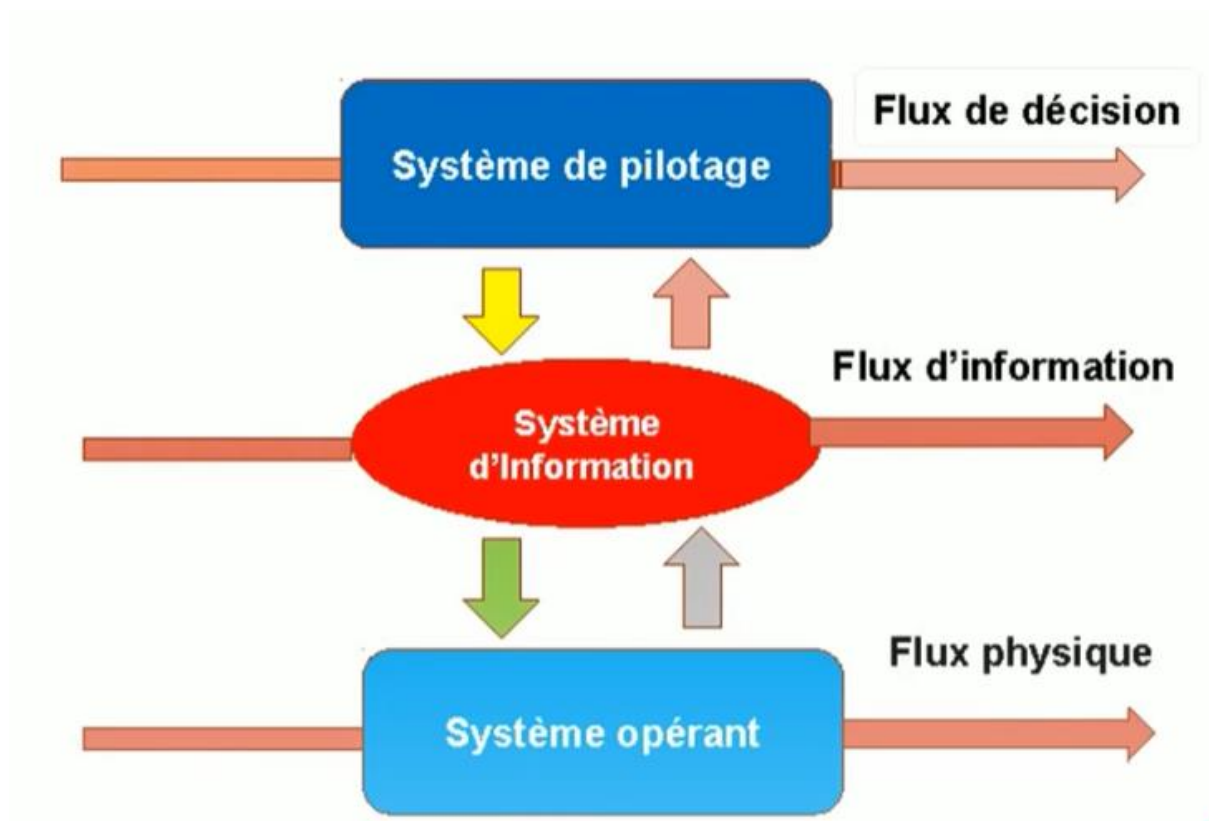 Flux de décision
Système de pilotage
Flux d'information
Système
d'Information
Flux physique
Système opérant